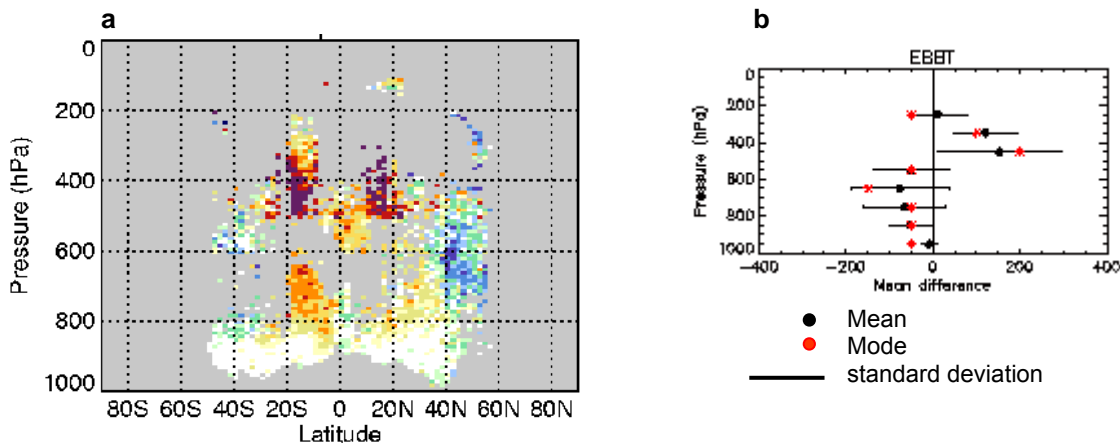 a
Pressure (hPa)
0
200
400
600
800
1000
80S 60S 40S 20S 0 20N 40N 60N 80N
Latitude
b
EBBT
Pressure (hPa)
0
200
400
600
800
1000
−400 −200 0 200 400
Mean difference
Mean
Mode
standard deviation